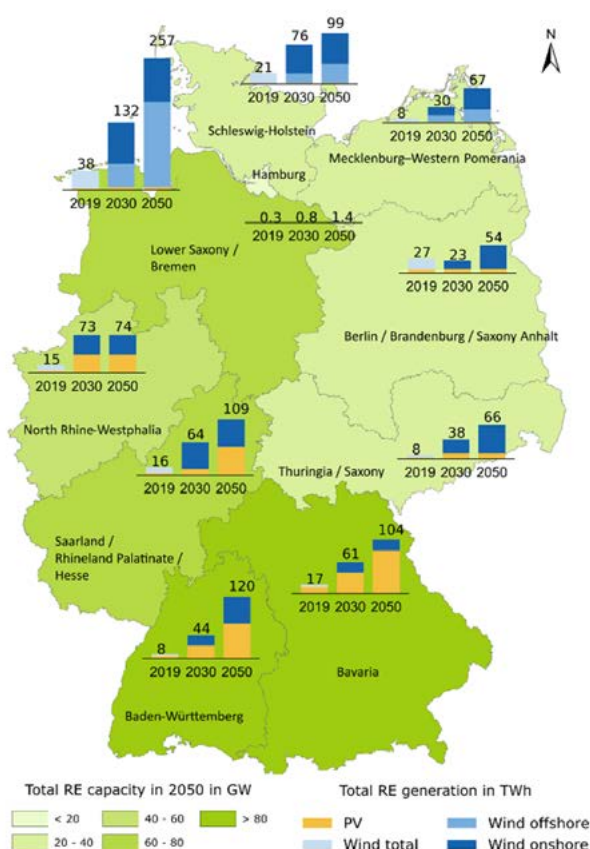 257
132
38
2019 2030 2050
99
76
21
2019 2030 2050
Schleswig-Holstein
N
67
30
8
2019 2030 2050
Mecklenburg–Western Pomerania
Hamburg
0.3 0.8 1.4
2019 2030 2050
Lower Saxony /
Bremen
54
27 23
2019 2030 2050
Berlin / Brandenburg / Saxony Anhalt
73 74
15
2019 2030 2050
North Rhine-Westphalia
109
64
16
2019 2030 2050
66
38
8
2019 2030 2050
Thuringia / Saxony
Saarland /
Rhineland Palatinate /
Hesse
104
61
17
2019 2030 2050
Bavaria
120
44
8
2019 2030 2050
Baden-Württemberg
Total RE capacity in 2050 in GW
< 20 40 - 60 > 80
20 - 40 60 - 80
Total RE generation in TWh
PV Wind offshore
Wind total Wind onshore